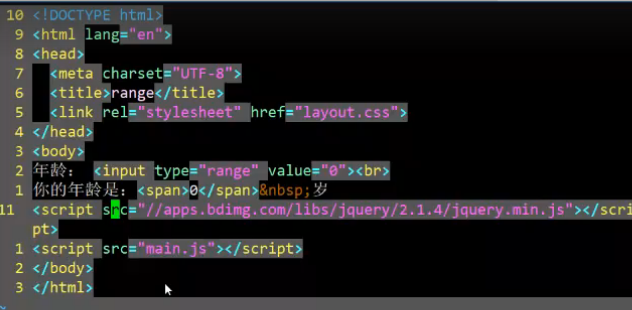 10 <!DOCTYPE html>
9 <html lang="en">
8 <head>
7 <meta charset="UTF-8">
6 <title>range</title>
5 <link rel="stylesheet" href="layout.css">
4 </head>
3 <body>
2 年龄： <input type="range" value="0"><br>
1 你的年龄是：<span>0</span>&nbsp;岁
11 <script src="//apps.bdimg.com/libs/jquery/2.1.4/jquery.min.js"></scri
pt>
1 <script src="main.js"></script>
2 </body>
3 </html>
~